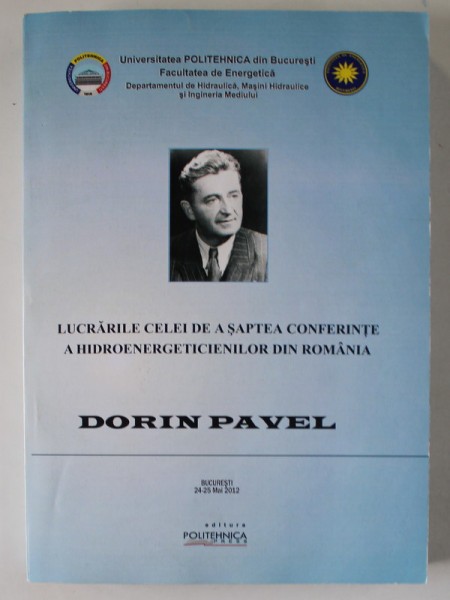 Universitatea POLITEHNICA din Bucureşti
Facultatea de Energetică
Departamentul de Hidraulică, Maşini Hidraulice
şi Ingineria Mediului
LUCRĂRILE CELEI DE A ŞAPTEA CONFERINŢE
A HIDROENERGETICIENILOR DIN ROMÂNIA
DORIN PAVEL
BUCUREŞTI
24-25 Mai 2012
editura
POLITEHNICA
PRESS